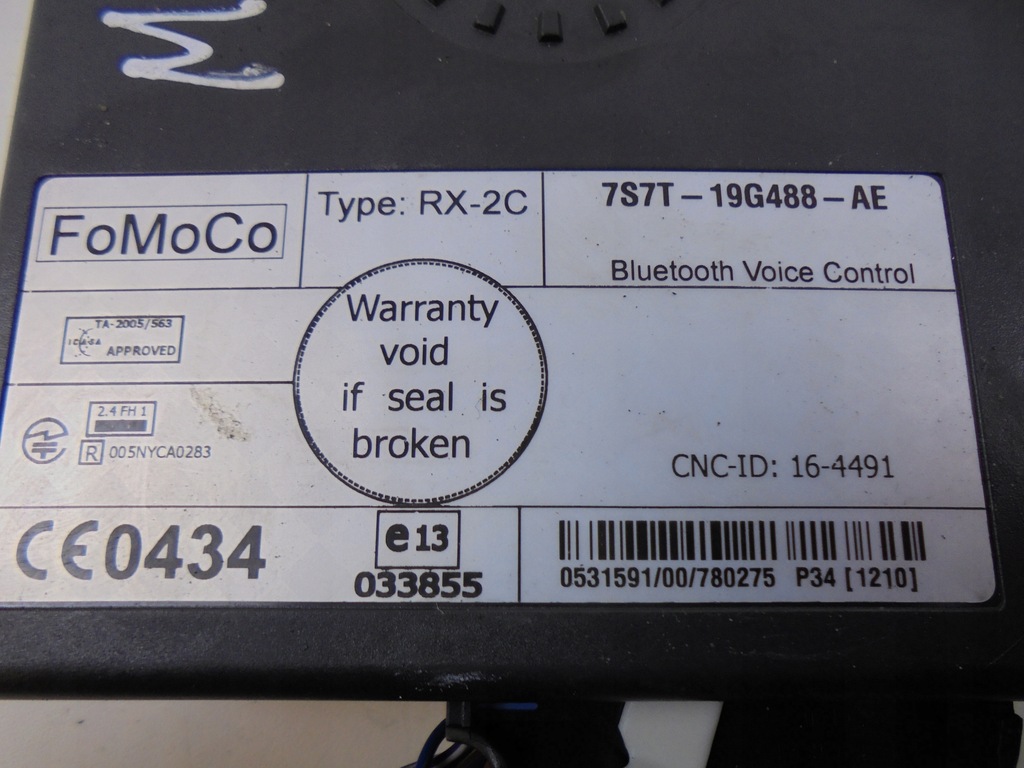 FoMoCo
Type: RX-2C
7S7T-19G488-AE
Bluetooth Voice Control
TA-2005/563
ICASA
APPROVED
Warranty
void
if seal is
broken
2.4 FH 1
R 005NYCA0283
CNC-ID: 16-4491
CE0434
e13
033855
0531591/00/780275 P34 [1210]